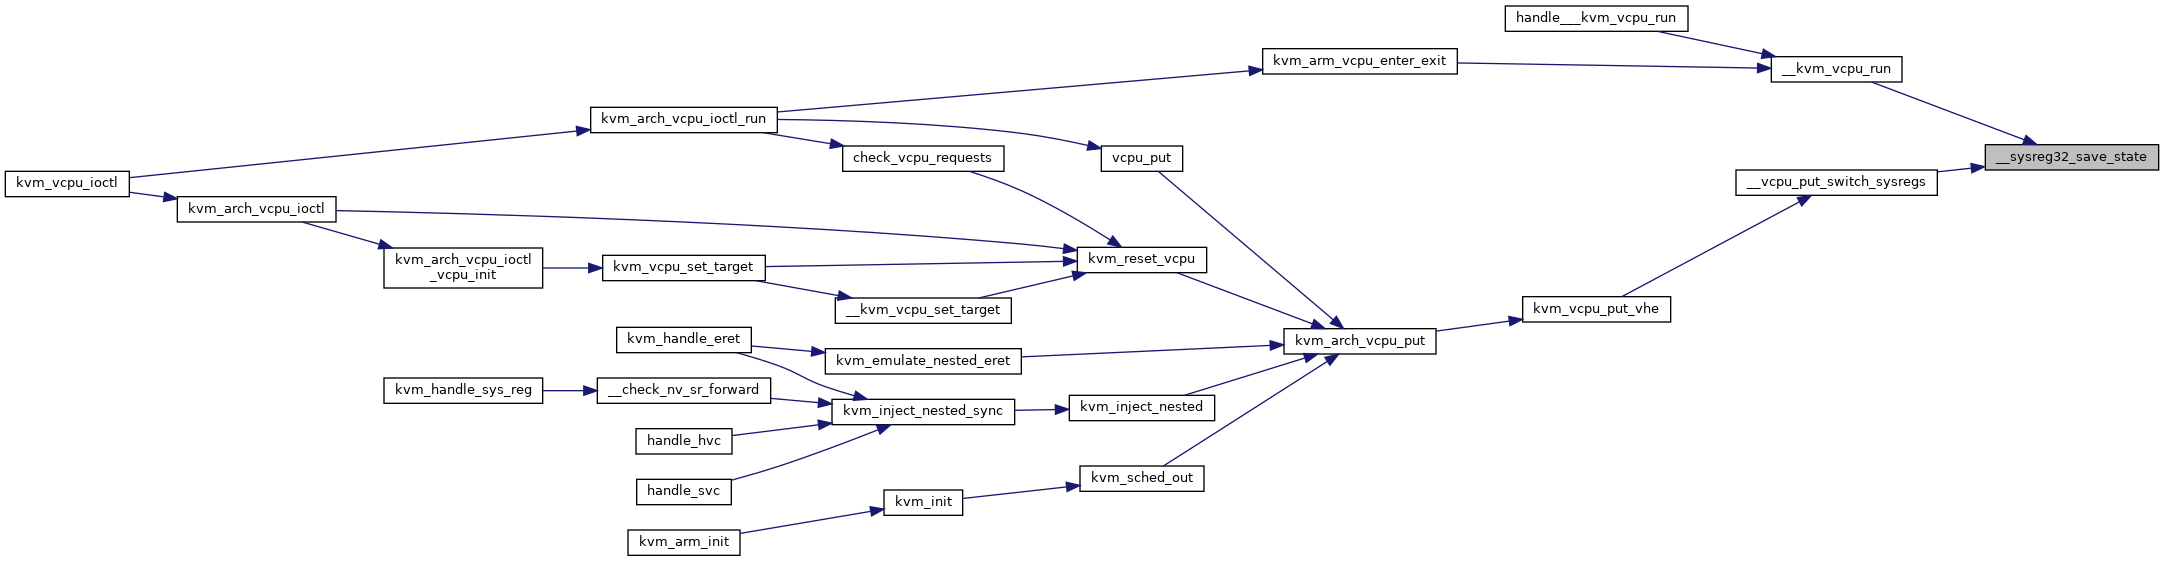 handle___kvm_vcpu_run
kvm_arm_vcpu_enter_exit
__kvm_vcpu_run
kvm_arch_vcpu_ioctl_run
check_vcpu_requests
vcpu_put
__sysreg32_save_state
kvm_vcpu_ioctl
__vcpu_put_switch_sysregs
kvm_arch_vcpu_ioctl
kvm_arch_vcpu_ioctl
_vcpu_init
kvm_vcpu_set_target
kvm_reset_vcpu
__kvm_vcpu_set_target
kvm_vcpu_put_vhe
kvm_handle_eret
kvm_arch_vcpu_put
kvm_emulate_nested_eret
kvm_handle_sys_reg
__check_nv_sr_forward
kvm_inject_nested_sync
kvm_inject_nested
handle_hvc
kvm_sched_out
handle_svc
kvm_init
kvm_arm_init